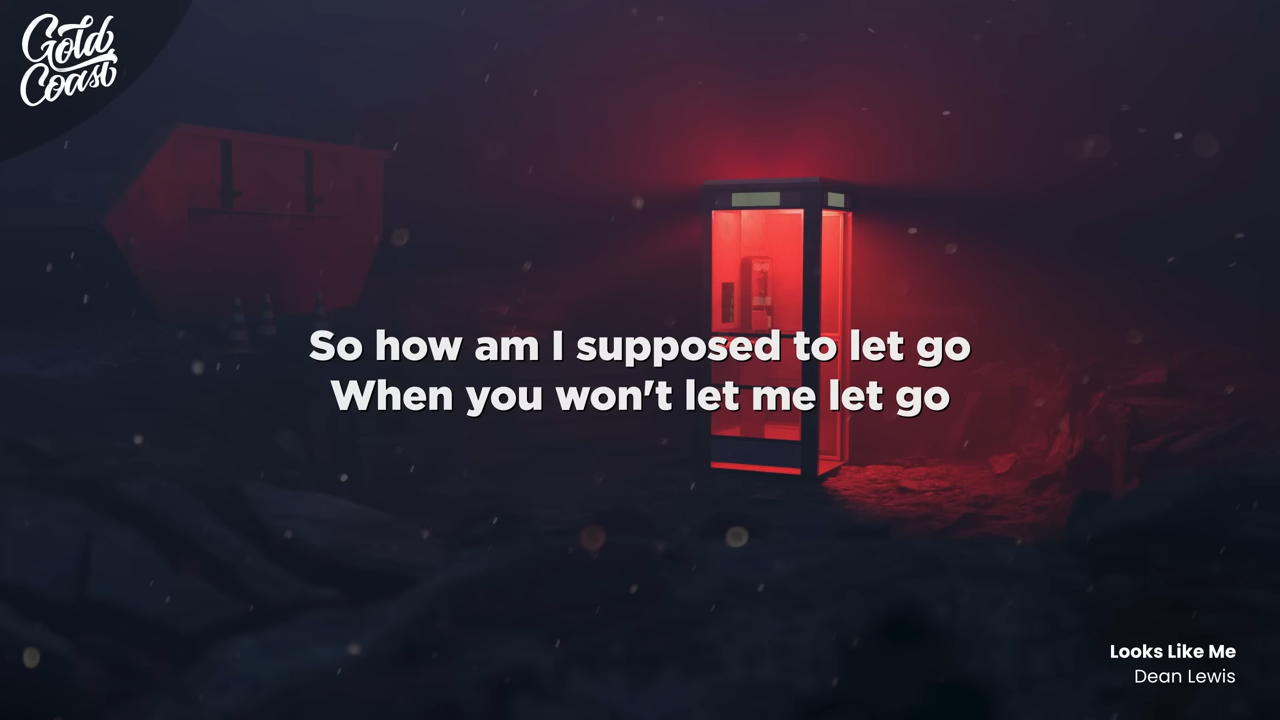 Gold
Coast
So how am I supposed to let go
When you won't let me let go
Looks Like Me
Dean Lewis